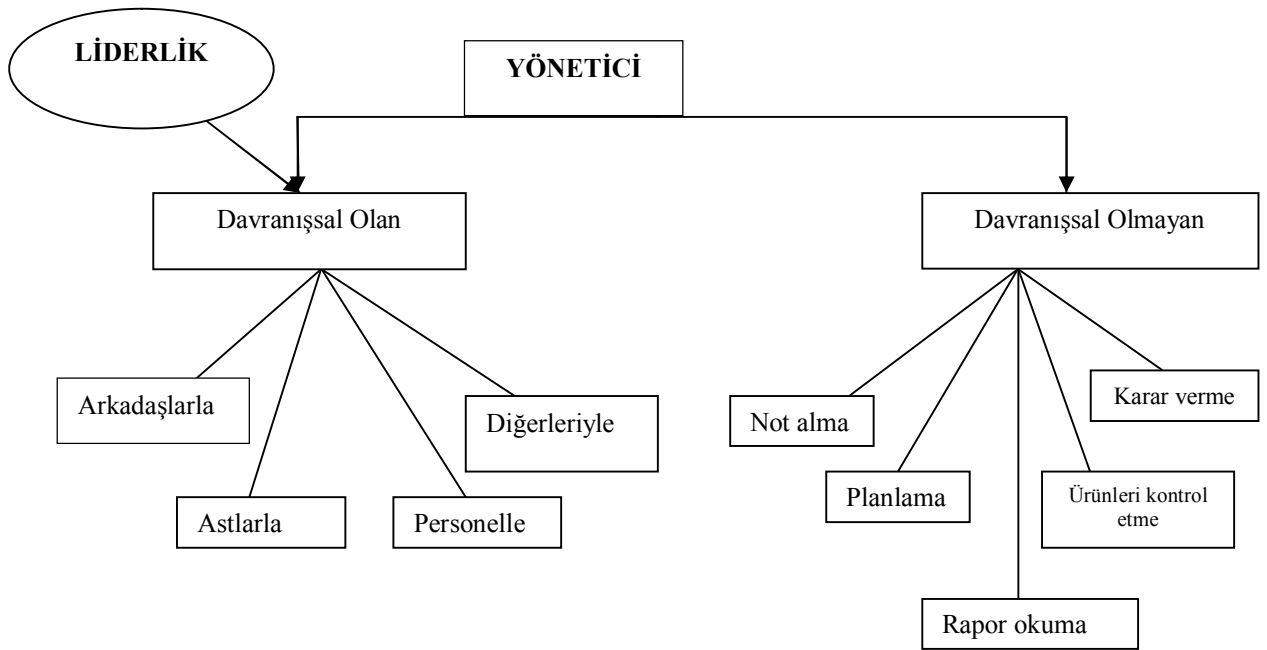 LİDERLİK
YÖNETİCİ
Davranışsal Olan
Davranışsal Olmayan
Arkadaşlarla
Astlarla
Personelle
Diğerleriyle
Not alma
Planlama
Rapor okuma
Ürünleri kontrol
etme
Karar verme